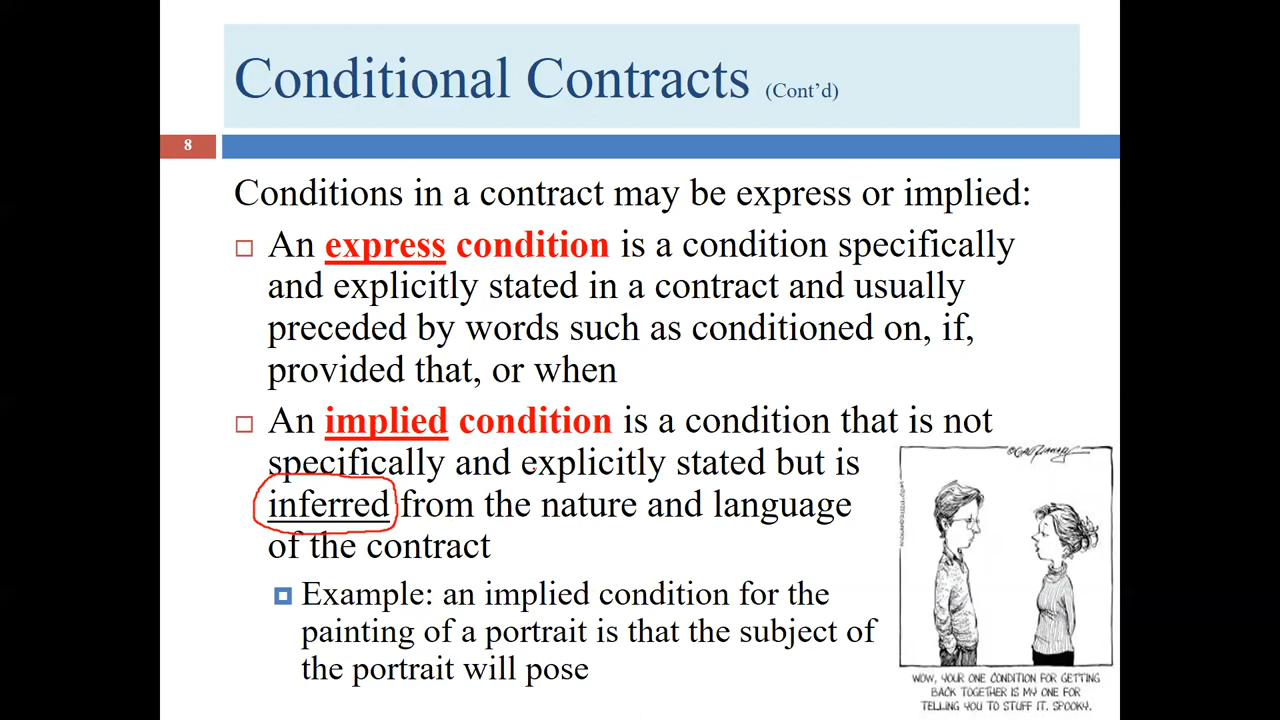 Conditional Contracts (Cont'd)
8
Conditions in a contract may be express or implied:
An express condition is a condition specifically
and explicitly stated in a contract and usually
preceded by words such as conditioned on, if,
provided that, or when
An implied condition is a condition that is not
specifically and explicitly stated but is
inferred from the nature and language
of the contract
Example: an implied condition for the
painting of a portrait is that the subject of
the portrait will pose
WOW, YOUR ONE CONDITION FOR GETTING
BACK TOGETHER IS MY ONE FOR
TELLING YOU TO STUFF IT. SPOOKY.